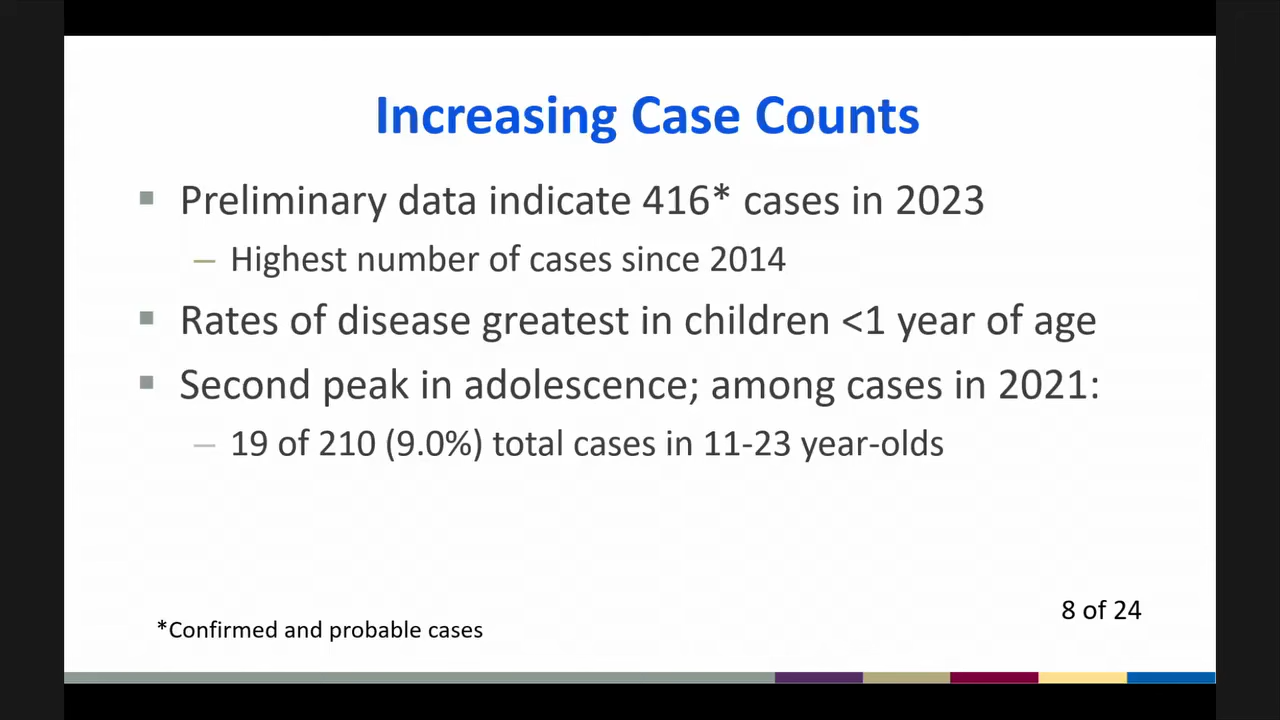 Increasing Case Counts
Preliminary data indicate 416* cases in 2023
– Highest number of cases since 2014
Rates of disease greatest in children <1 year of age
Second peak in adolescence; among cases in 2021:
– 19 of 210 (9.0%) total cases in 11-23 year-olds
8 of 24
*Confirmed and probable cases